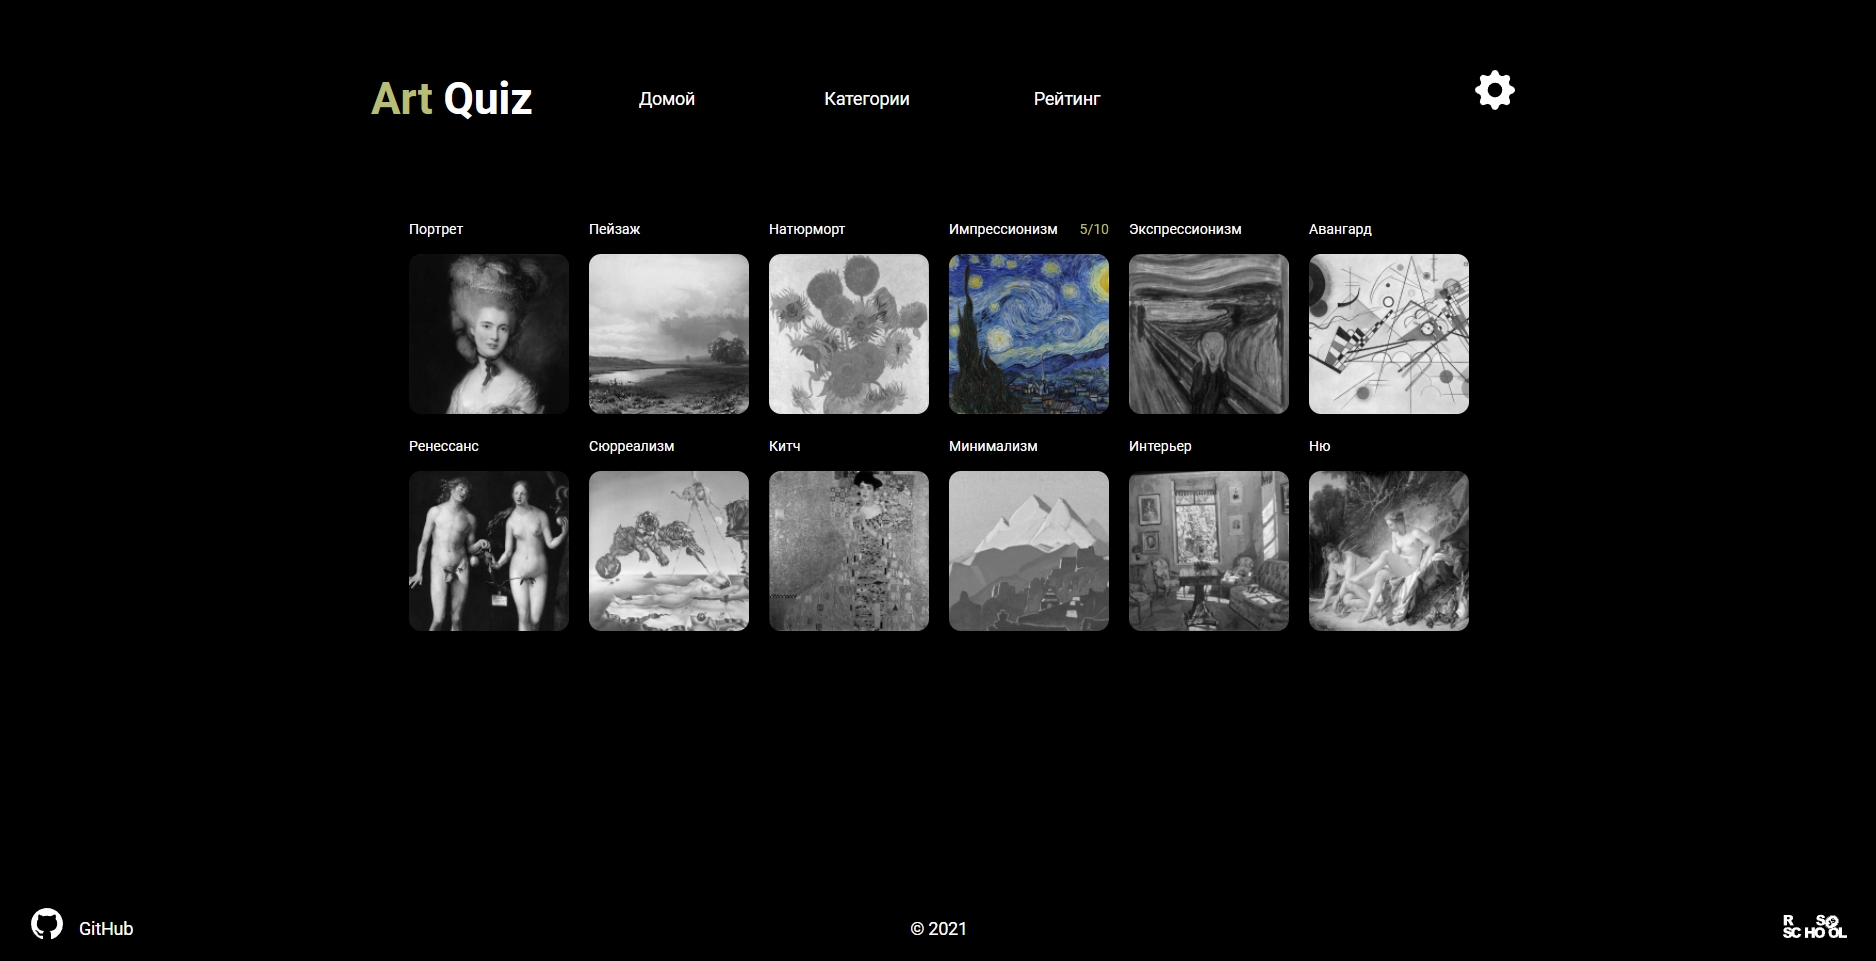 Art Quiz
Домой
Категории
Рейтинг
Портрет
Пейзаж
Натюрморт
Импрессионизм 5/10
Экспрессионизм
Авангард
Ренессанс
Сюрреализм
Китч
Минимализм
Интерьер
Ню
GitHub
© 2021
RS
SCHOOL